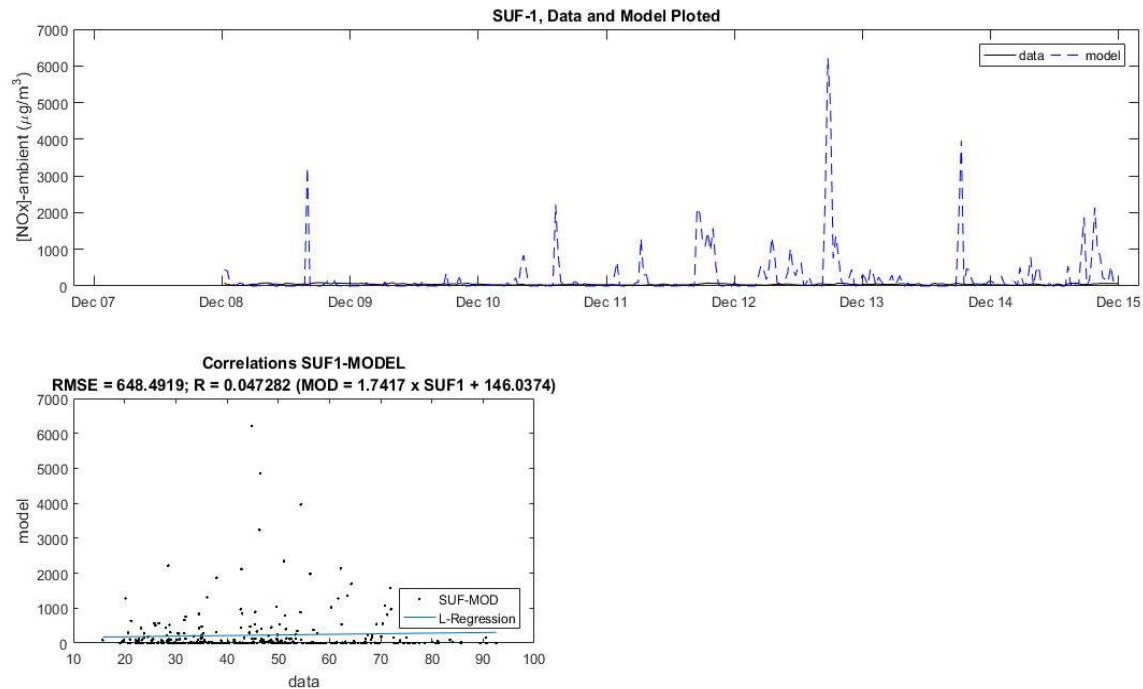 SUF-1, Data and Model Ploted
7000
6000
5000
4000
3000
2000
1000
0
[NOx]-ambient (μg/m³)
data model
Dec 07 Dec 08 Dec 09 Dec 10 Dec 11 Dec 12 Dec 13 Dec 14 Dec 15
Correlations SUF1-MODEL
RMSE = 648.4919; R = 0.047282 (MOD = 1.7417 x SUF1 + 146.0374)
7000
6000
5000
4000
3000
2000
1000
0
model
SUF-MOD
L-Regression
10 20 30 40 50 60 70 80 90 100
data